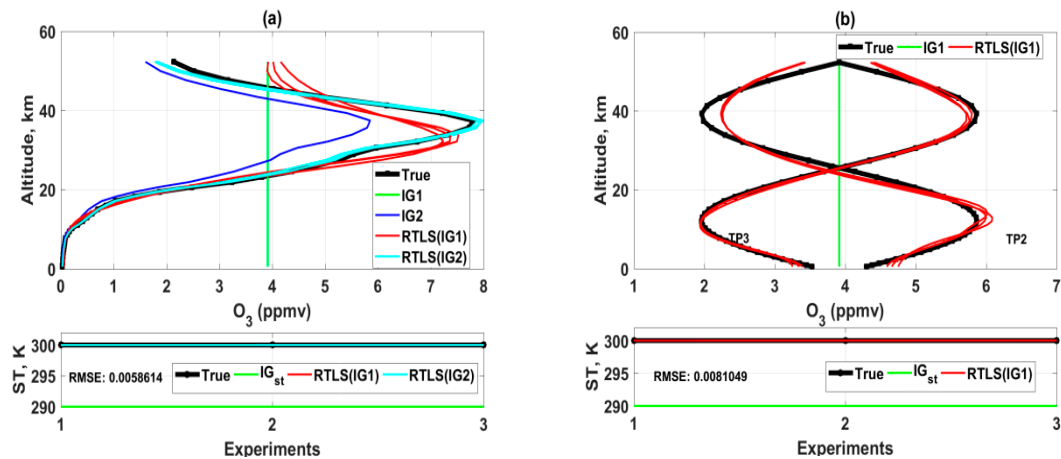 (a)
60
40
20
0
Altitude, km
True
IG1
IG2
RTLS(IG1)
RTLS(IG2)
0 1 2 3 4 5 6 7 8
O3 (ppmv)
300
295
290
ST, K
RMSE: 0.0058614
True IGst RTLS(IG1) RTLS(IG2)
1 2 3
Experiments
(b)
60
40
20
0
Altitude, km
True IG1 RTLS(IG1)
TP3
TP2
1 2 3 4 5 6 7
O3 (ppmv)
300
295
290
ST, K
RMSE: 0.0081049
True IGst RTLS(IG1)
1 2 3
Experiments